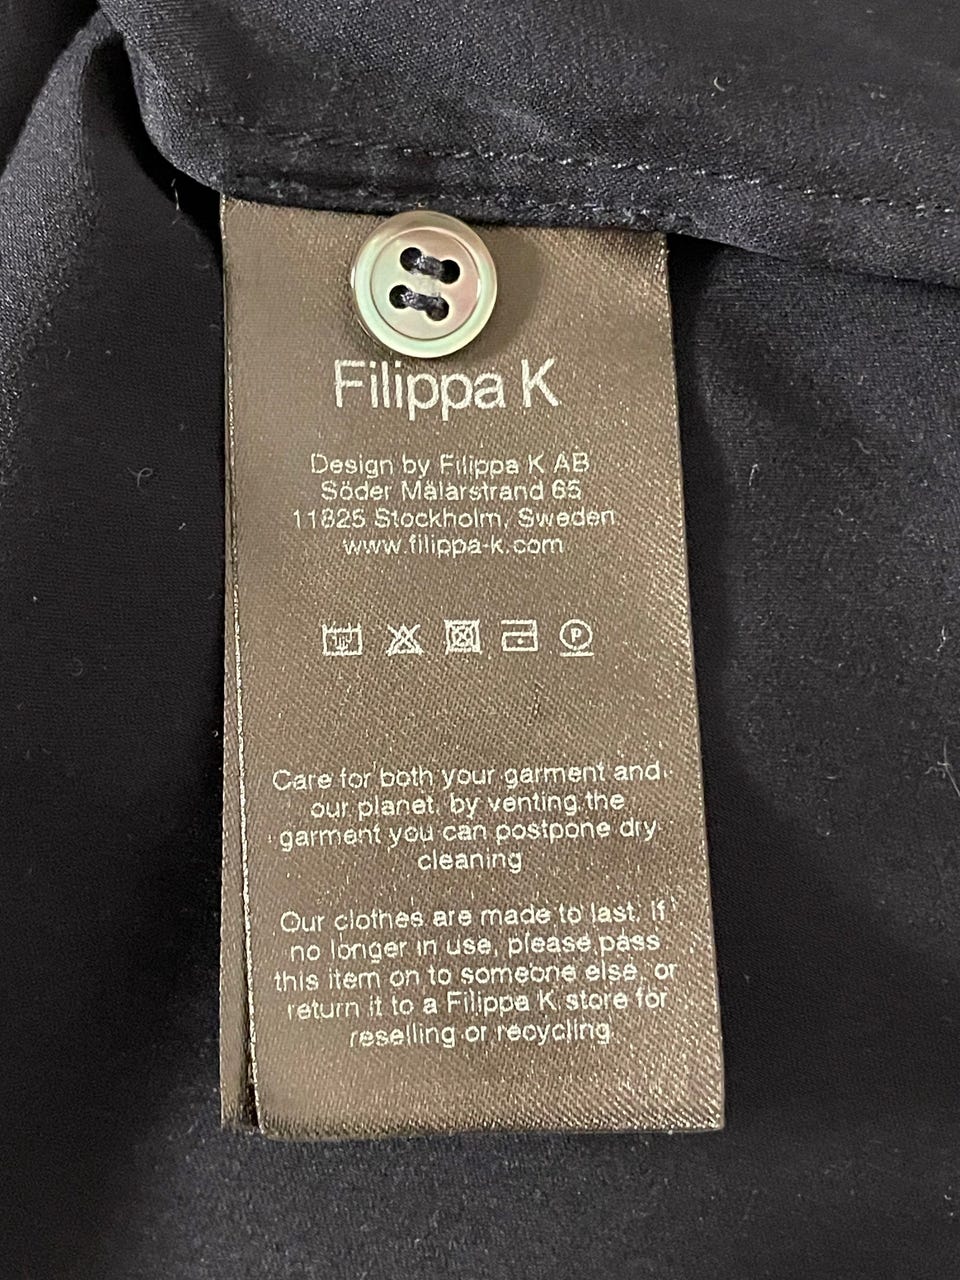 Filippa K
Design by Filippa K AB
Söder Mälarstrand 65
11825 Stockholm, Sweden
www.filippa-k.com
P
Care for both your garment and
our planet, by venting the
garment you can postpone dry
cleaning
Our clothes are made to last. If
no longer in use, please pass
this item on to someone else, or
return it to a Filippa K store for
reselling or recycling.